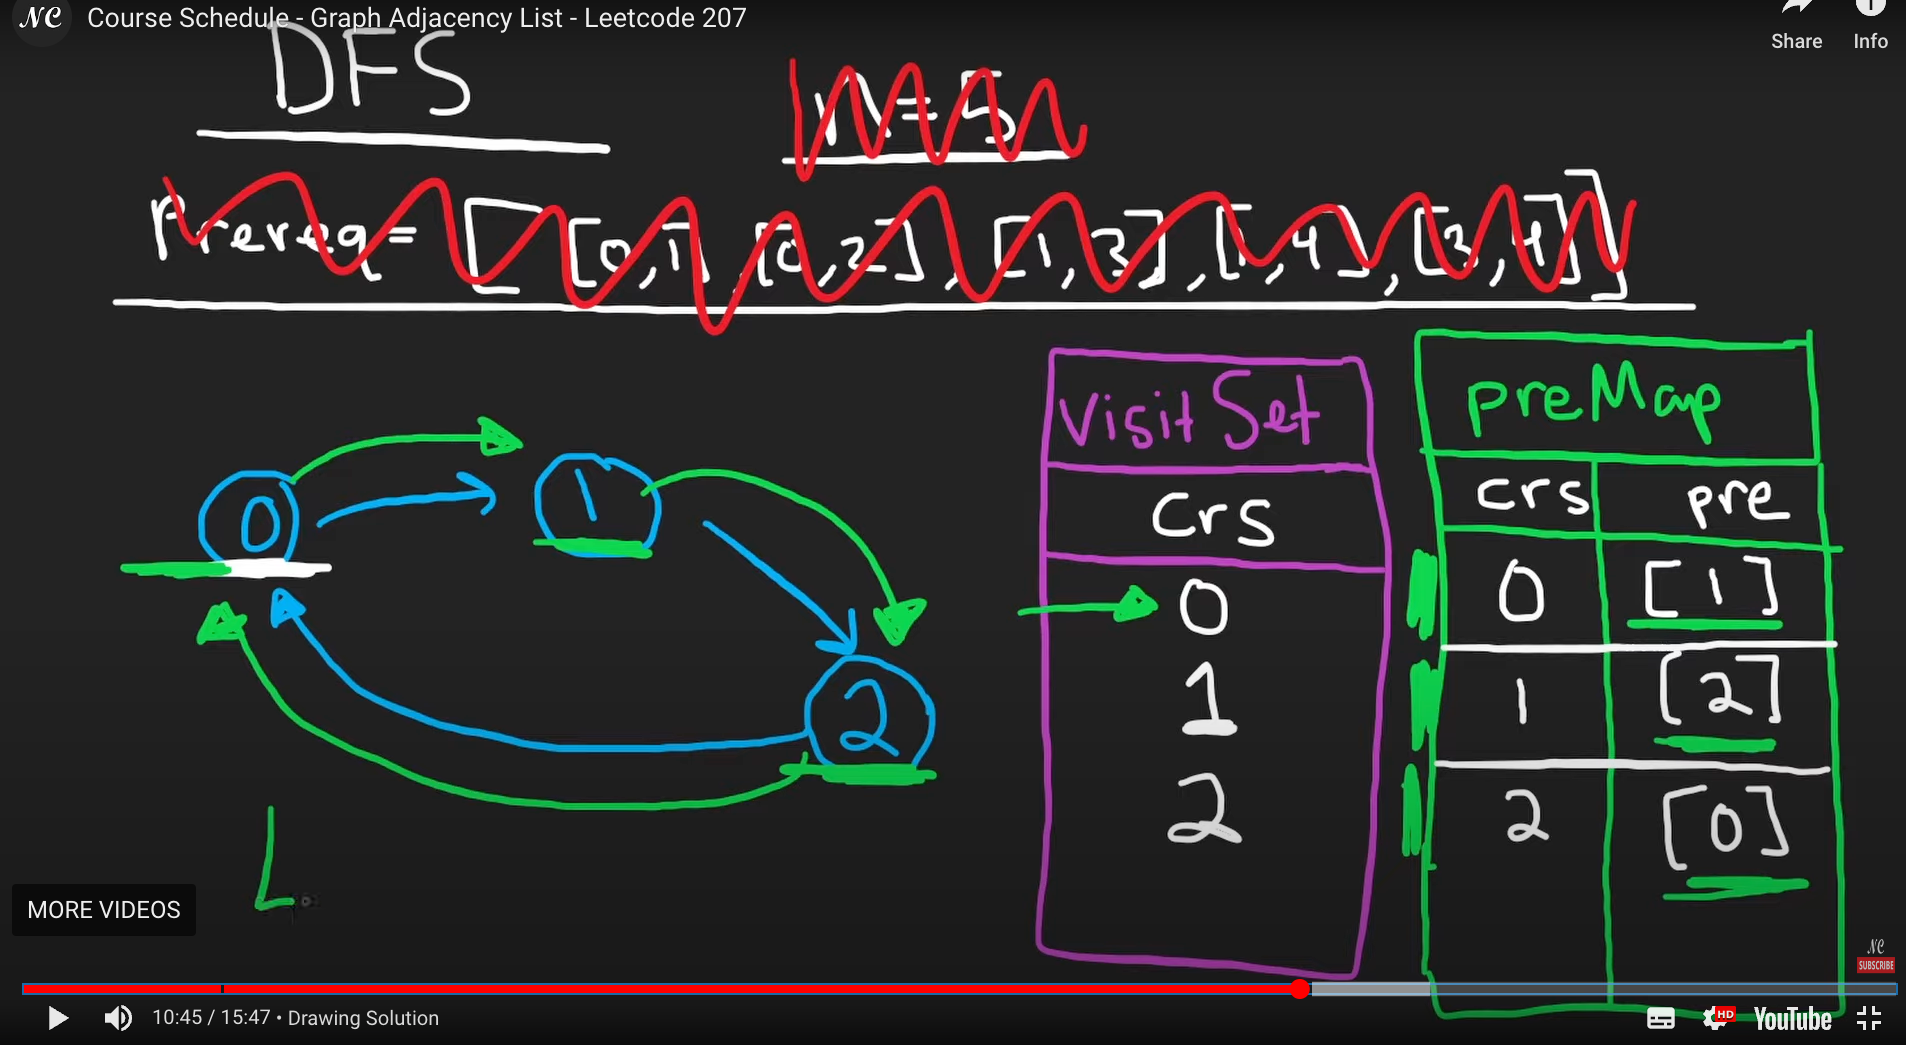 NC Course Schedule - Graph Adjacency List - Leetcode 207
Share
Info
DFS
n = 5
Prereq = [[0,1], [0,2], [1,3], [1,4], [3,4]]
visit Set
preMap
crs
crs pre
0
1
2
0
1
2
0 [1]
1 [2]
2 [0]
L
MORE VIDEOS
NC
SUBSCRIBE
10:45 / 15:47 • Drawing Solution
HD
YouTube